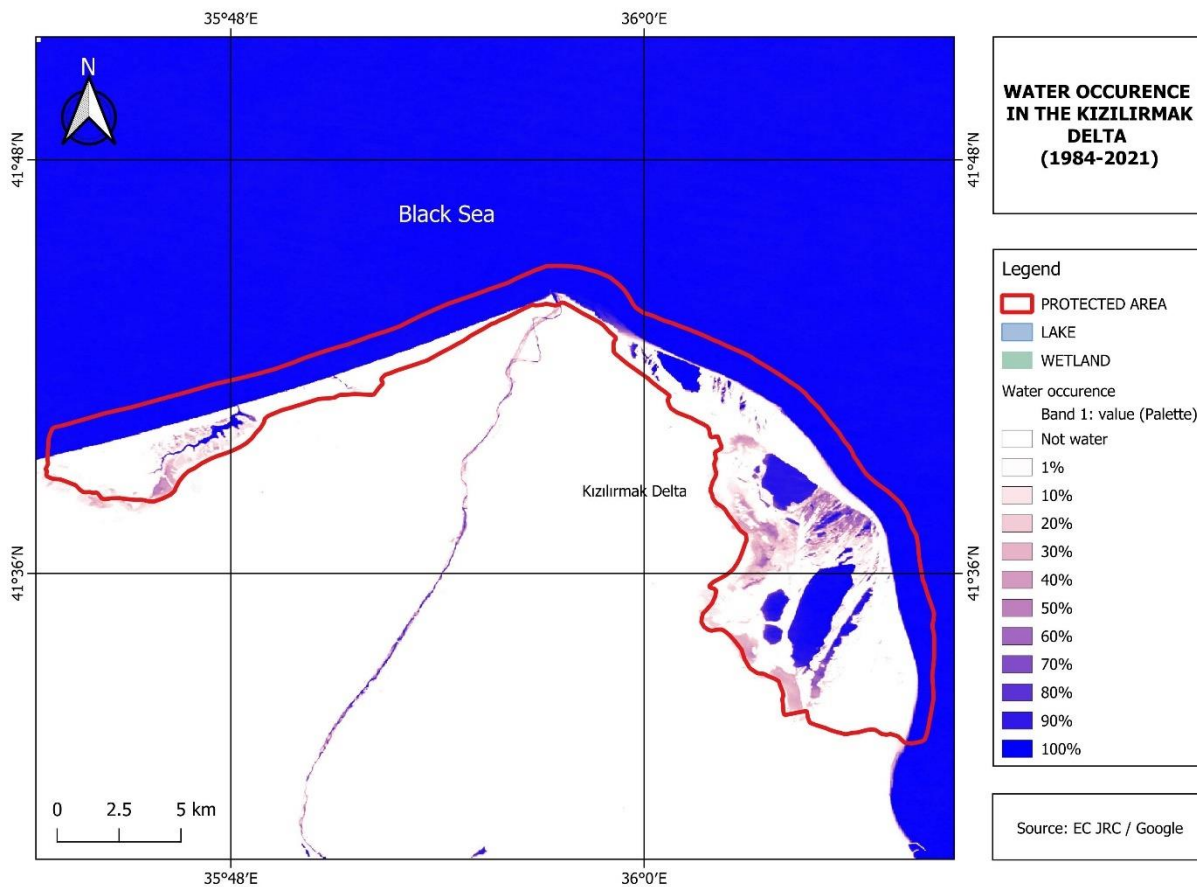 35°48'E
36°0'E
N
41°48'N
41°48'N
Black Sea
Kızılırmak Delta
41°36'N
41°36'N
0 2.5 5 km
35°48'E
36°0'E
WATER OCCURENCE
IN THE KIZILIRMAK
DELTA
(1984-2021)
Legend
PROTECTED AREA
LAKE
WETLAND
Water occurence
Band 1: value (Palette)
Not water
1%
10%
20%
30%
40%
50%
60%
70%
80%
90%
100%
Source: EC JRC / Google